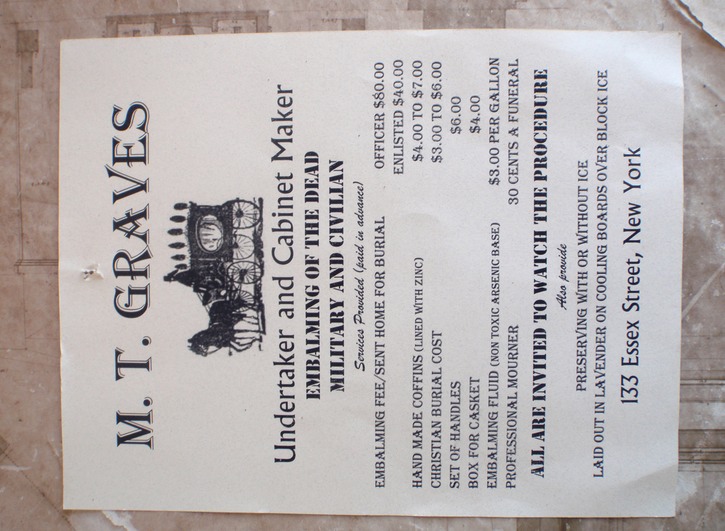 M. T. GRAVES
Undertaker and Cabinet Maker
EMBALMING OF THE DEAD
MILITARY AND CIVILIAN
Services Provided (paid in advance)
EMBALMING FEE/SENT HOME FOR BURIAL OFFICER $80.00
ENLISTED $40.00
HAND MADE COFFINS (LINED WITH ZINC) $4.00 TO $7.00
CHRISTIAN BURIAL COST $3.00 TO $6.00
SET OF HANDLES $6.00
BOX FOR CASKET $4.00
EMBALMING FLUID (NON TOXIC ARSENIC BASE) $3.00 PER GALLON
PROFESSIONAL MOURNER 30 CENTS A FUNERAL
ALL ARE INVITED TO WATCH THE PROCEDURE
Also provide
PRESERVING WITH OR WITHOUT ICE
LAID OUT IN LAVENDER ON COOLING BOARDS OVER BLOCK ICE
133 Essex Street, New York